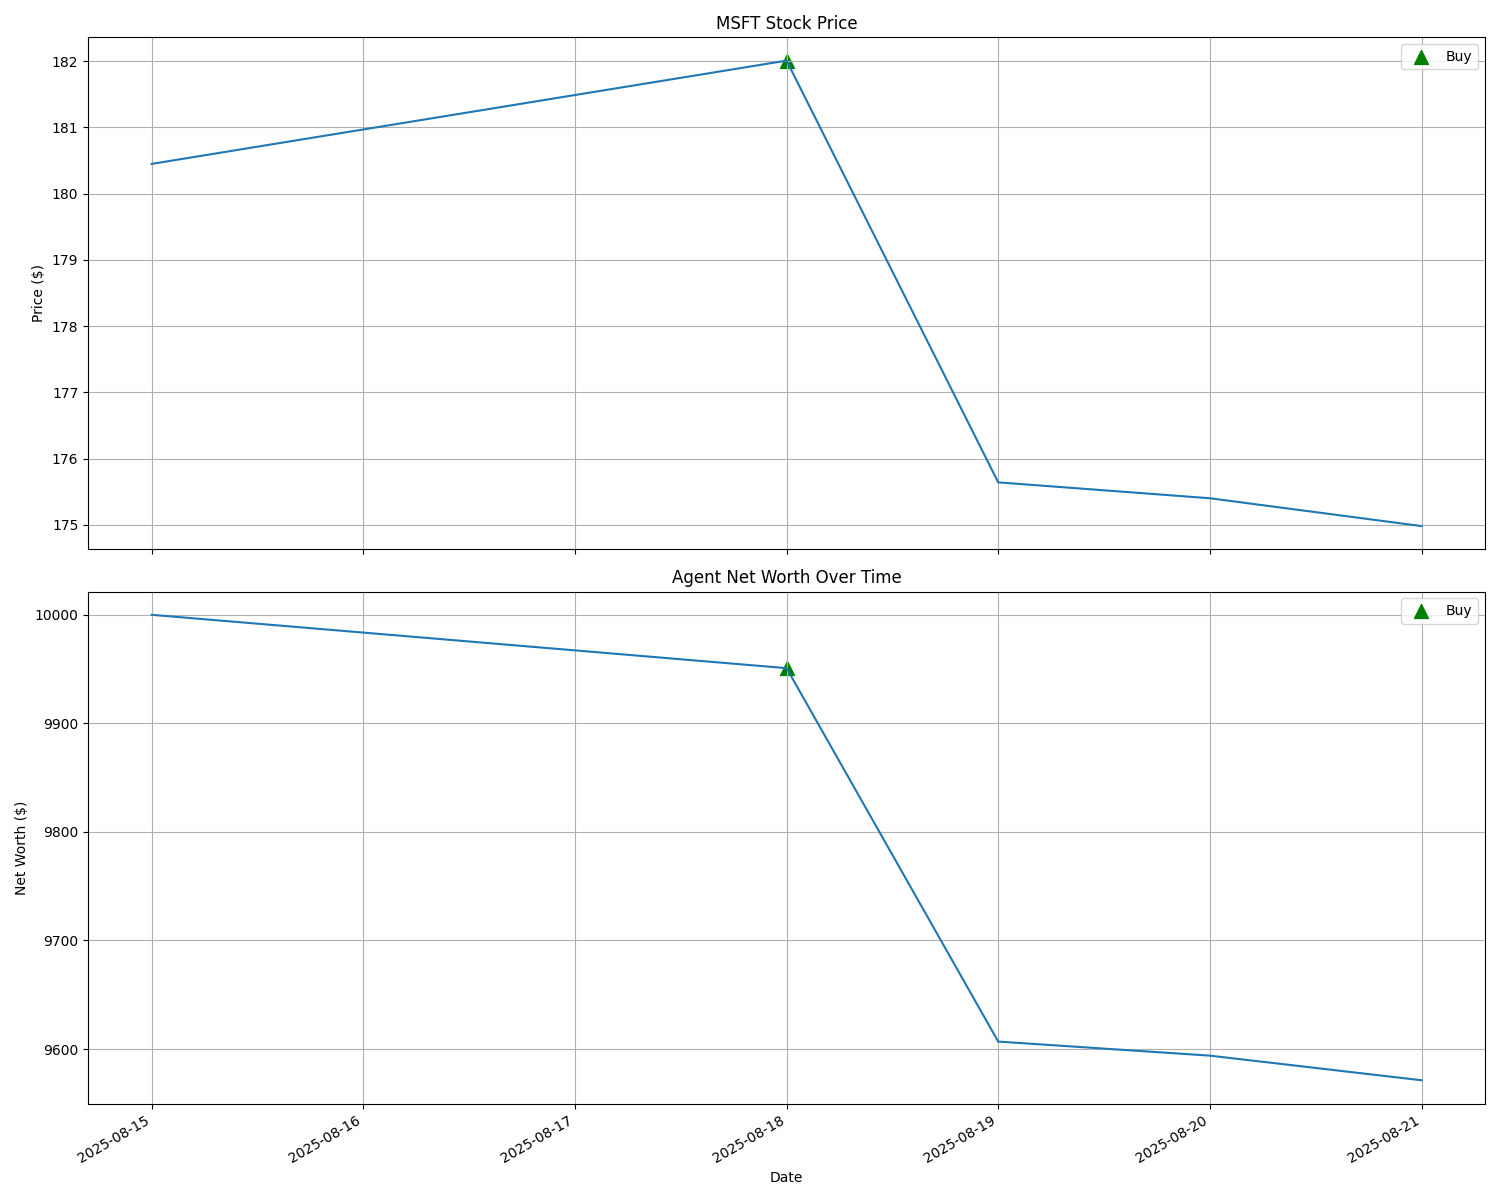 MSFT Stock Price
Buy
182
181
180
179
178
177
176
175
Price ($)
Agent Net Worth Over Time
Buy
10000
9900
9800
9700
9600
Net Worth ($)
2025-08-15
2025-08-16
2025-08-17
2025-08-18
2025-08-19
2025-08-20
2025-08-21
Date